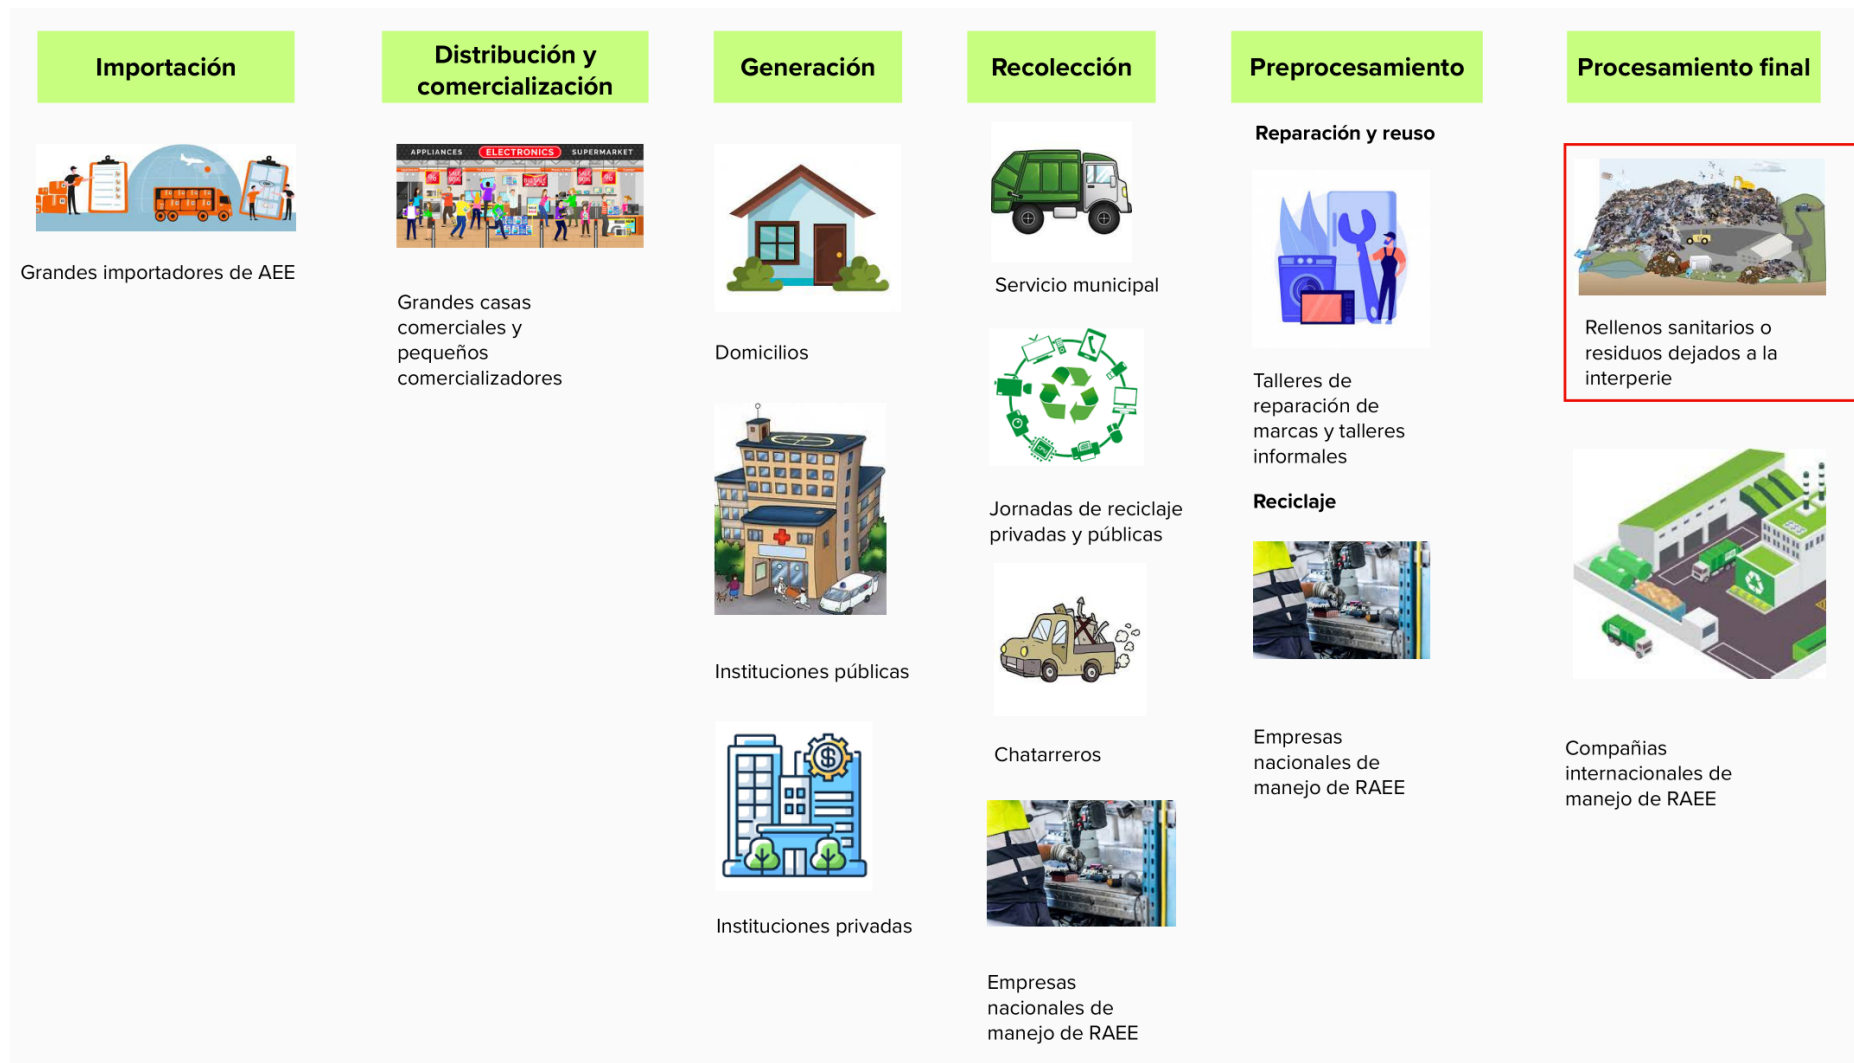 Importación
Grandes importadores de AEE
Distribución y
comercialización
APPLIANCES ELECTRONICS SUPERMARKET
Grandes casas
comerciales y
pequeños
comercializadores
Generación
Domicilios
Instituciones públicas
Instituciones privadas
Recolección
Servicio municipal
Jornadas de reciclaje
privadas y públicas
Chatarreros
Empresas
nacionales de
manejo de RAEE
Preprocesamiento
Reparación y reuso
Talleres de
reparación de
marcas y talleres
informales
Reciclaje
Empresas
nacionales de
manejo de RAEE
Procesamiento final
Rellenos sanitarios o
residuos dejados a la
interperie
Compañias
internacionales de
manejo de RAEE